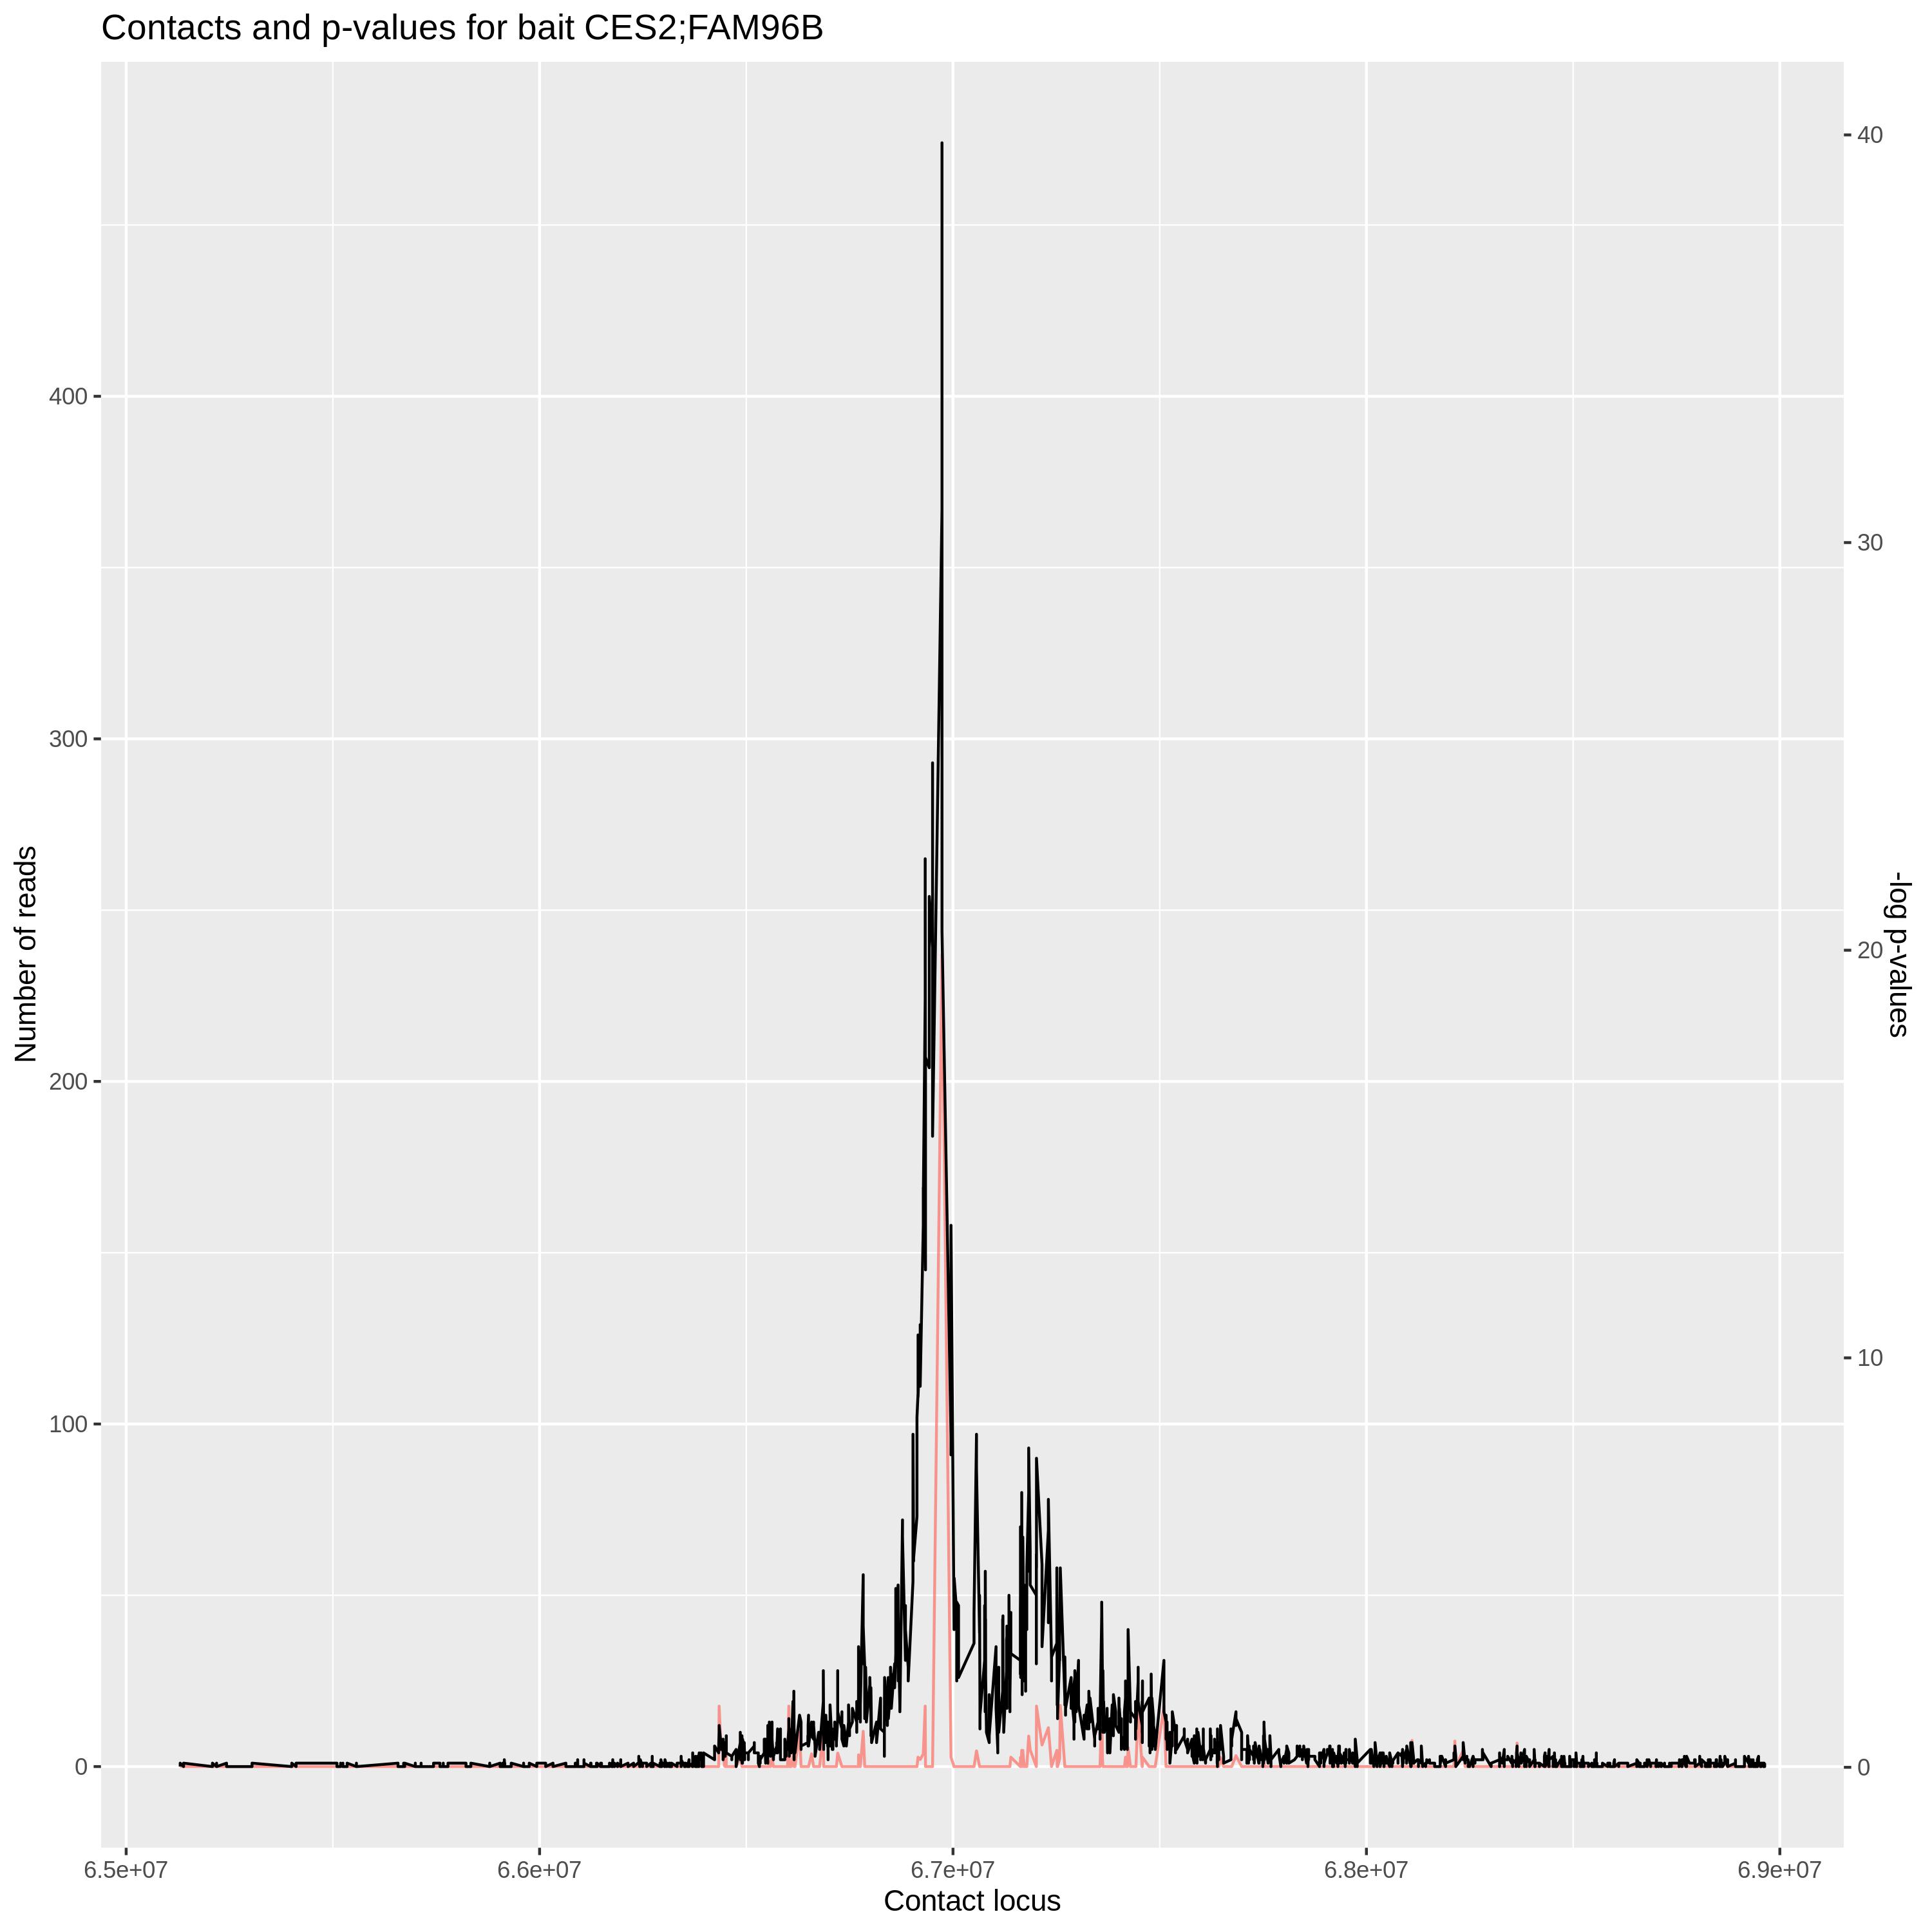 Contacts and p-values for bait CES2;FAM96B
Number of reads
400
300
200
100
0
40
30
20
10
0
-log p-values
6.5e+07 6.6e+07 6.7e+07 6.8e+07 6.9e+07
Contact locus